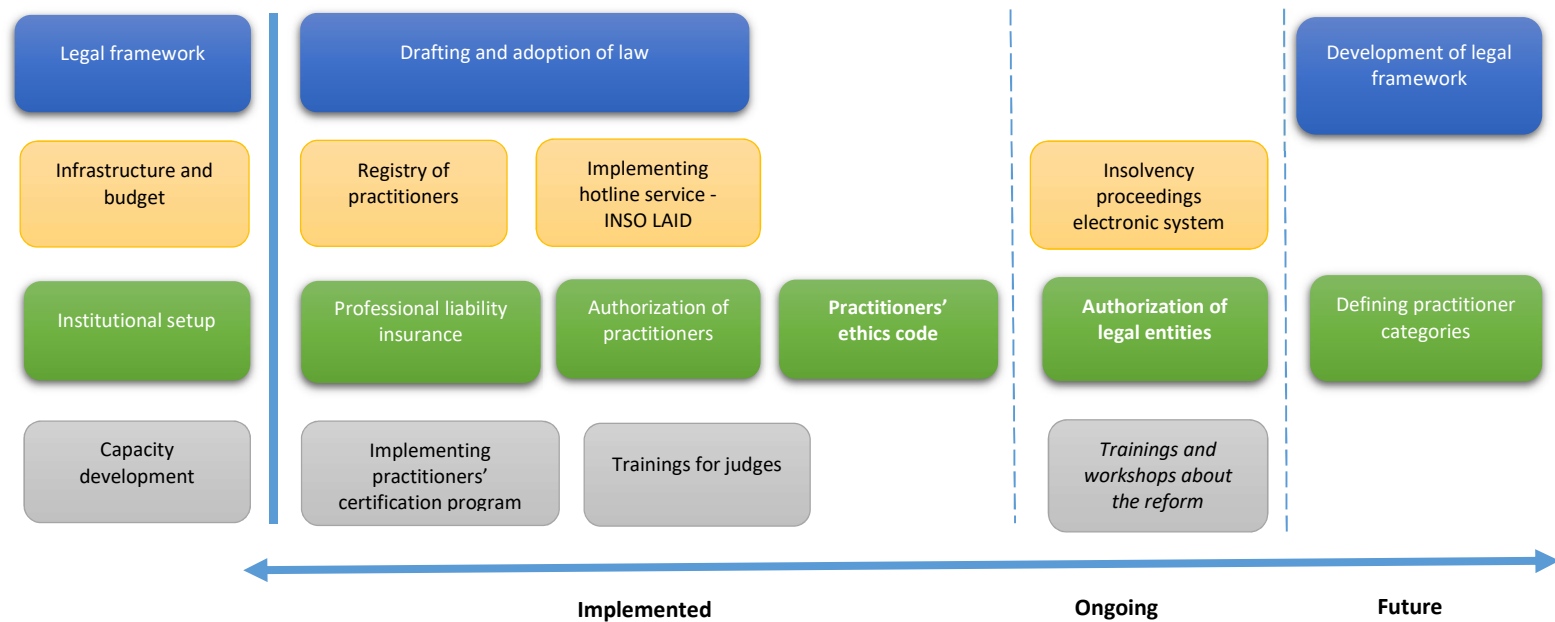 Legal framework
Drafting and adoption of law
Development of legal
framework
Infrastructure and
budget
Registry of
practitioners
Implementing
hotline service -
INSO LAID
Insolvency
proceedings
electronic system
Institutional setup
Professional liability
insurance
Authorization of
practitioners
Practitioners’
ethics code
Authorization of
legal entities
Defining practitioner
categories
Capacity
development
Implementing
practitioners’
certification program
Trainings for judges
Trainings and
workshops about
the reform
Implemented
Ongoing
Future